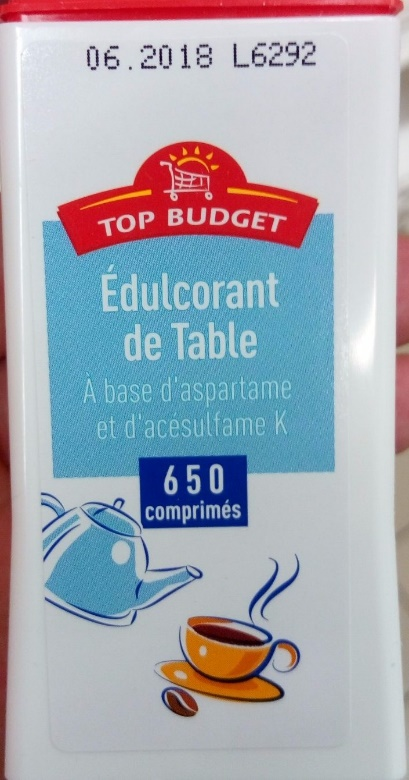 06.2018 L6292
TOP BUDGET
Édulcorant
de Table
À base d'aspartame
et d'acésulfame K
650
comprimés